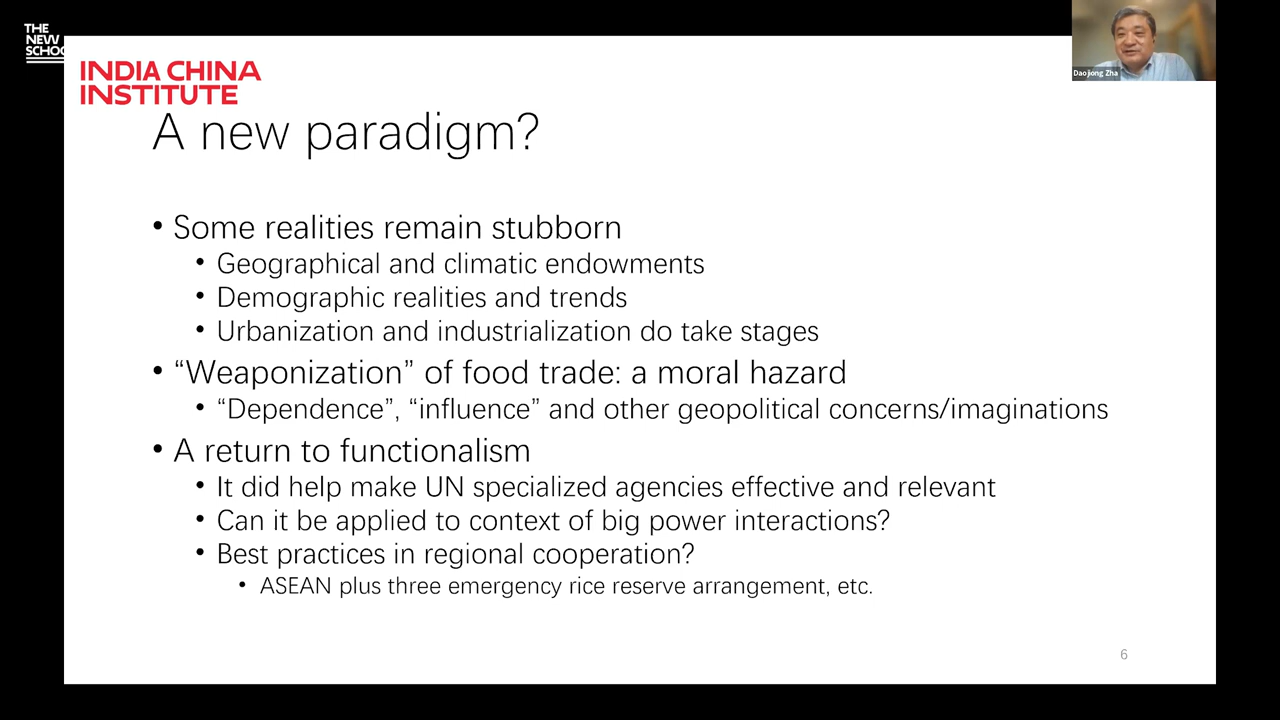 THE
NEW
SCHOO
INDIA CHINA
INSTITUTE
Daojiong Zha
A new paradigm?
• Some realities remain stubborn
• Geographical and climatic endowments
• Demographic realities and trends
• Urbanization and industrialization do take stages
• “Weaponization” of food trade: a moral hazard
• “Dependence”, “influence” and other geopolitical concerns/imaginations
• A return to functionalism
• It did help make UN specialized agencies effective and relevant
• Can it be applied to context of big power interactions?
• Best practices in regional cooperation?
• ASEAN plus three emergency rice reserve arrangement, etc.
6